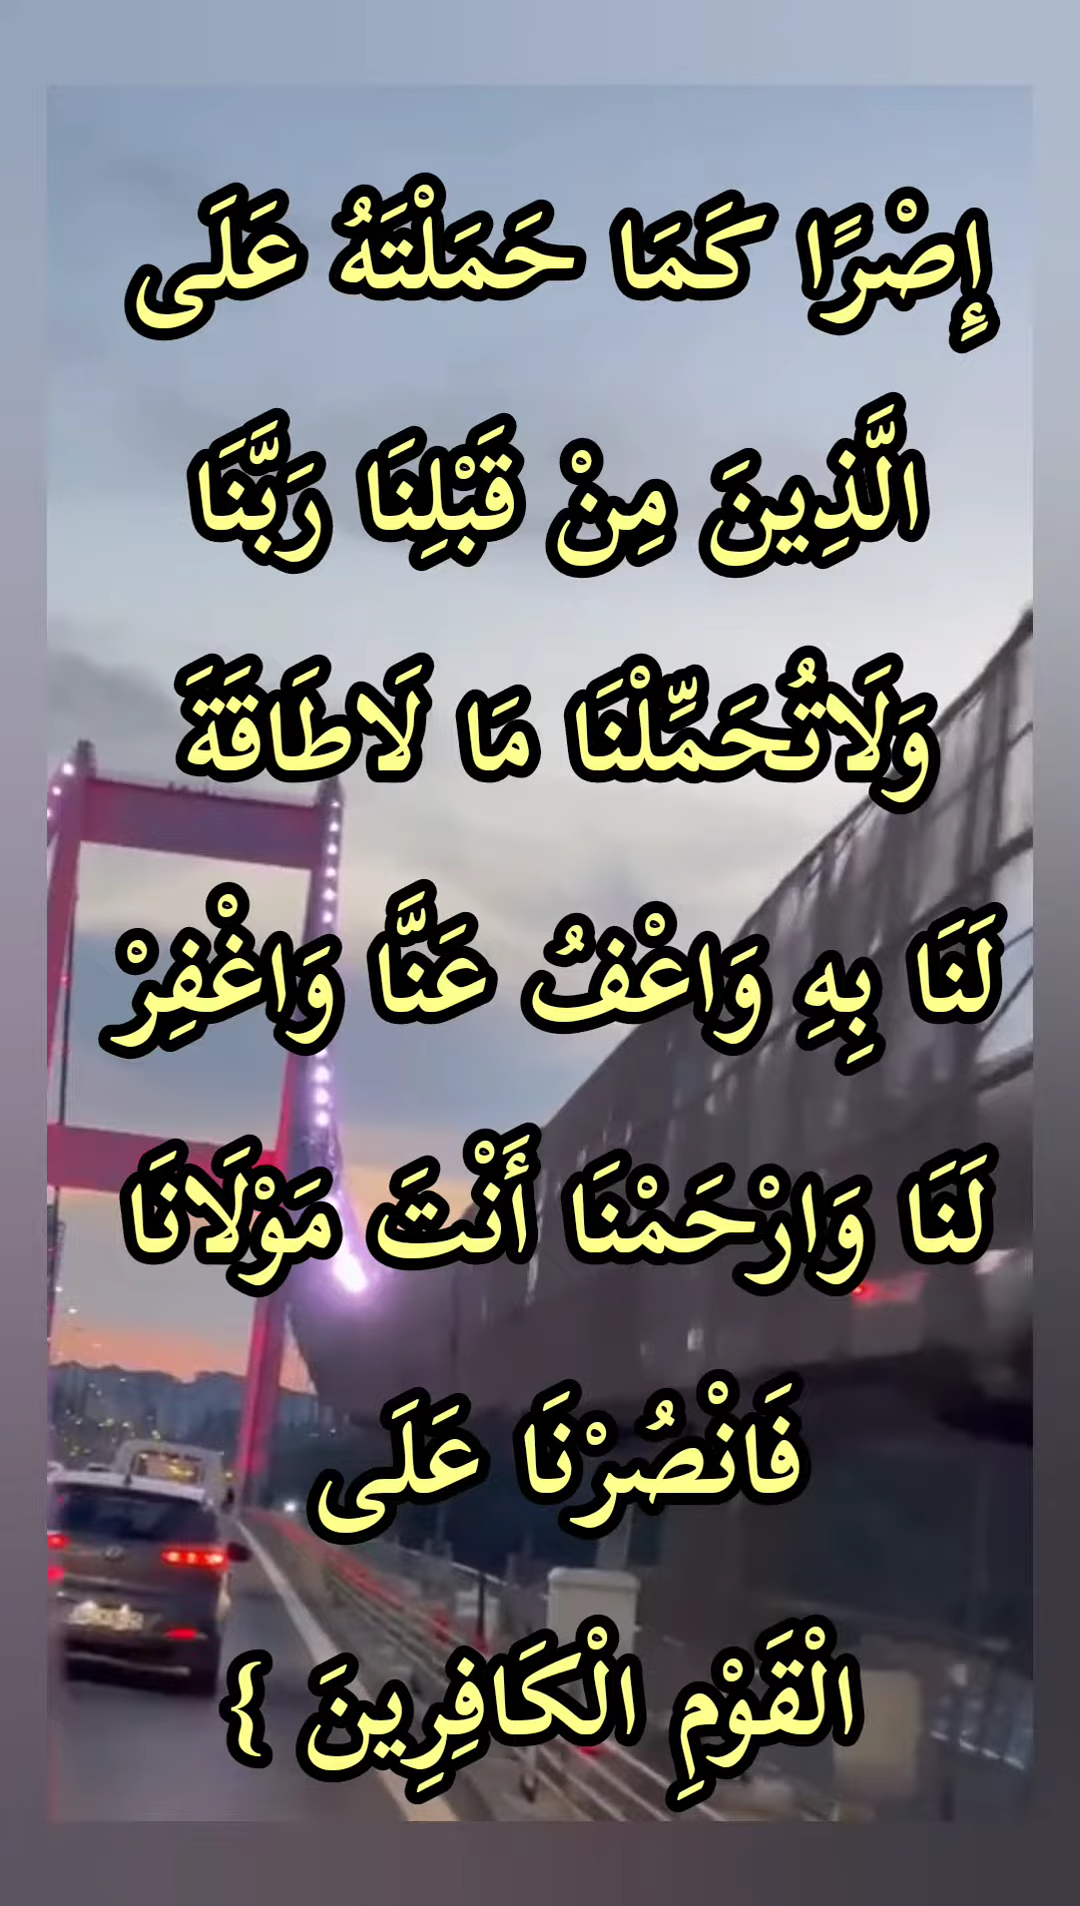 إِصْرًا كَمَا حَمَلْتَهُ عَلَى
الَّذِينَ مِنْ قَبْلِنَا رَبَّنَا
وَلَاتُحَمِّلْنَا مَا لَاطَاقَةَ
لَنَا بِهِ وَاعْفُ عَنَّا وَاغْفِرْ
لَنَا وَارْحَمْنَا أَنْتَ مَوْلَانَا
فَانْصُرْنَا عَلَى
الْقَوْمِ الْكَافِرِينَ }